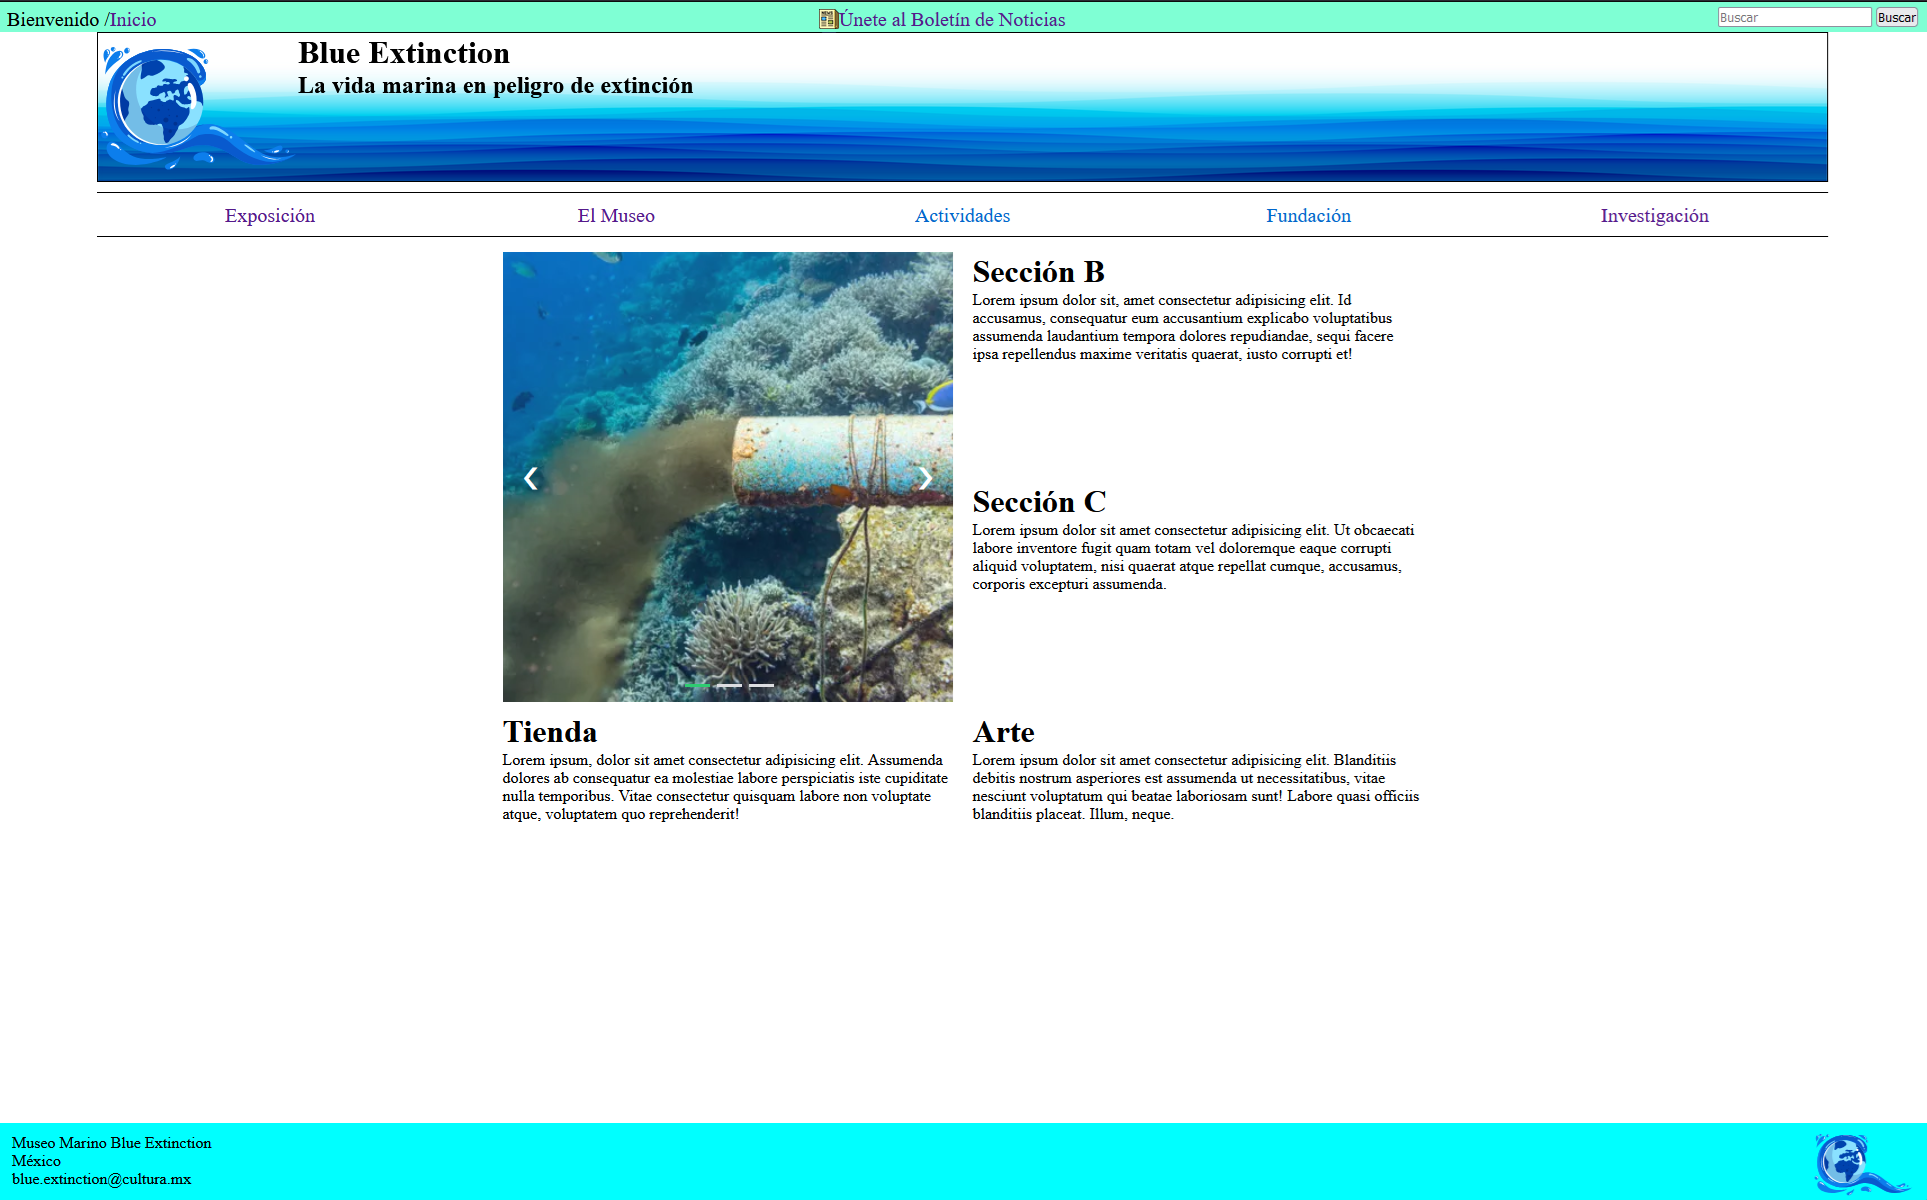 Bienvenido /Inicio
Únete al Boletín de Noticias
Buscar
Buscar
Blue Extinction
La vida marina en peligro de extinción
Exposición
El Museo
Actividades
Fundación
Investigación
Sección B
Lorem ipsum dolor sit, amet consectetur adipisicing elit. Id
accusamus, consequatur eum accusantium explicabo voluptatibus
assumenda laudantium tempora dolores repudiandae, sequi facere
ipsa repellendus maxime veritatis quaerat, iusto corrupti et!
Sección C
Lorem ipsum dolor sit amet consectetur adipisicing elit. Ut obcaecati
labore inventore fugit quam totam vel doloremque eaque corrupti
aliquid voluptatem, nisi quaerat atque repellat cumque, accusamus,
corporis excepturi assumenda.
Tienda
Lorem ipsum, dolor sit amet consectetur adipisicing elit. Assumenda
dolores ab consequatur ea molestiae labore perspiciatis iste cupiditate
nulla temporibus. Vitae consectetur quisquam labore non voluptate
atque, voluptatem quo reprehenderit!
Arte
Lorem ipsum dolor sit amet consectetur adipisicing elit. Blanditiis
debitis nostrum asperiores est assumenda ut necessitatibus, vitae
nesciunt voluptatum qui beatae laboriosam sunt! Labore quasi officiis
blanditiis placeat. Illum, neque.
Museo Marino Blue Extinction
México
blue.extinction@cultura.mx